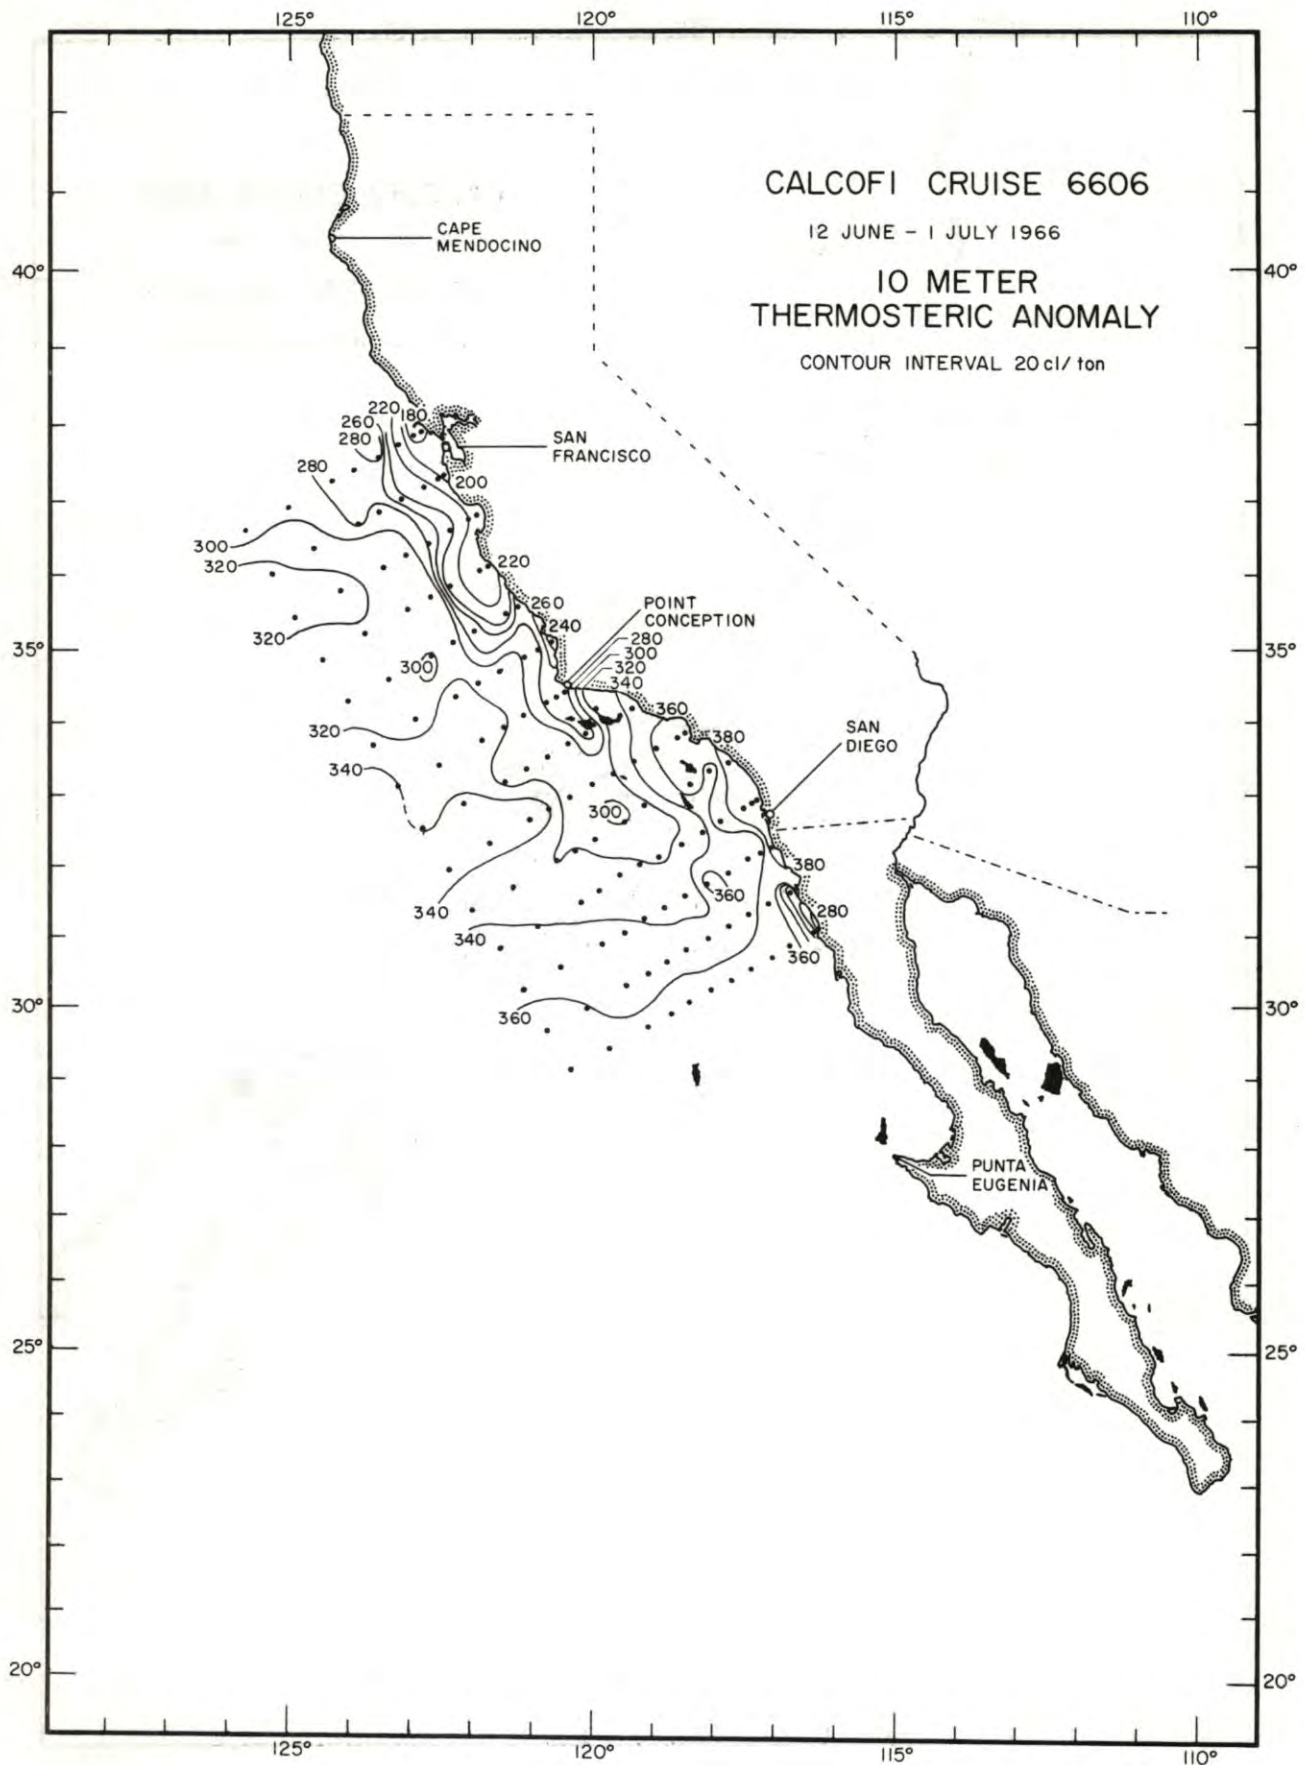 125° 120° 115° 110°
CALCOFI CRUISE 6606
12 JUNE – 1 JULY 1966
10 METER
THERMOSTERIC ANOMALY
CONTOUR INTERVAL 20 cl/ ton
CAPE
MENDOCINO
40° 40°
220 180
260
280
SAN
FRANCISCO
280
200
300
320
220
260
240
POINT
CONCEPTION
320
35° 35°
280
300
320
340
300
360
380
SAN
DIEGO
320
340
300
380
360
340
280
340
360
30° 30°
360
PUNTA
EUGENIA
25° 25°
20° 20°
125° 120° 115° 110°